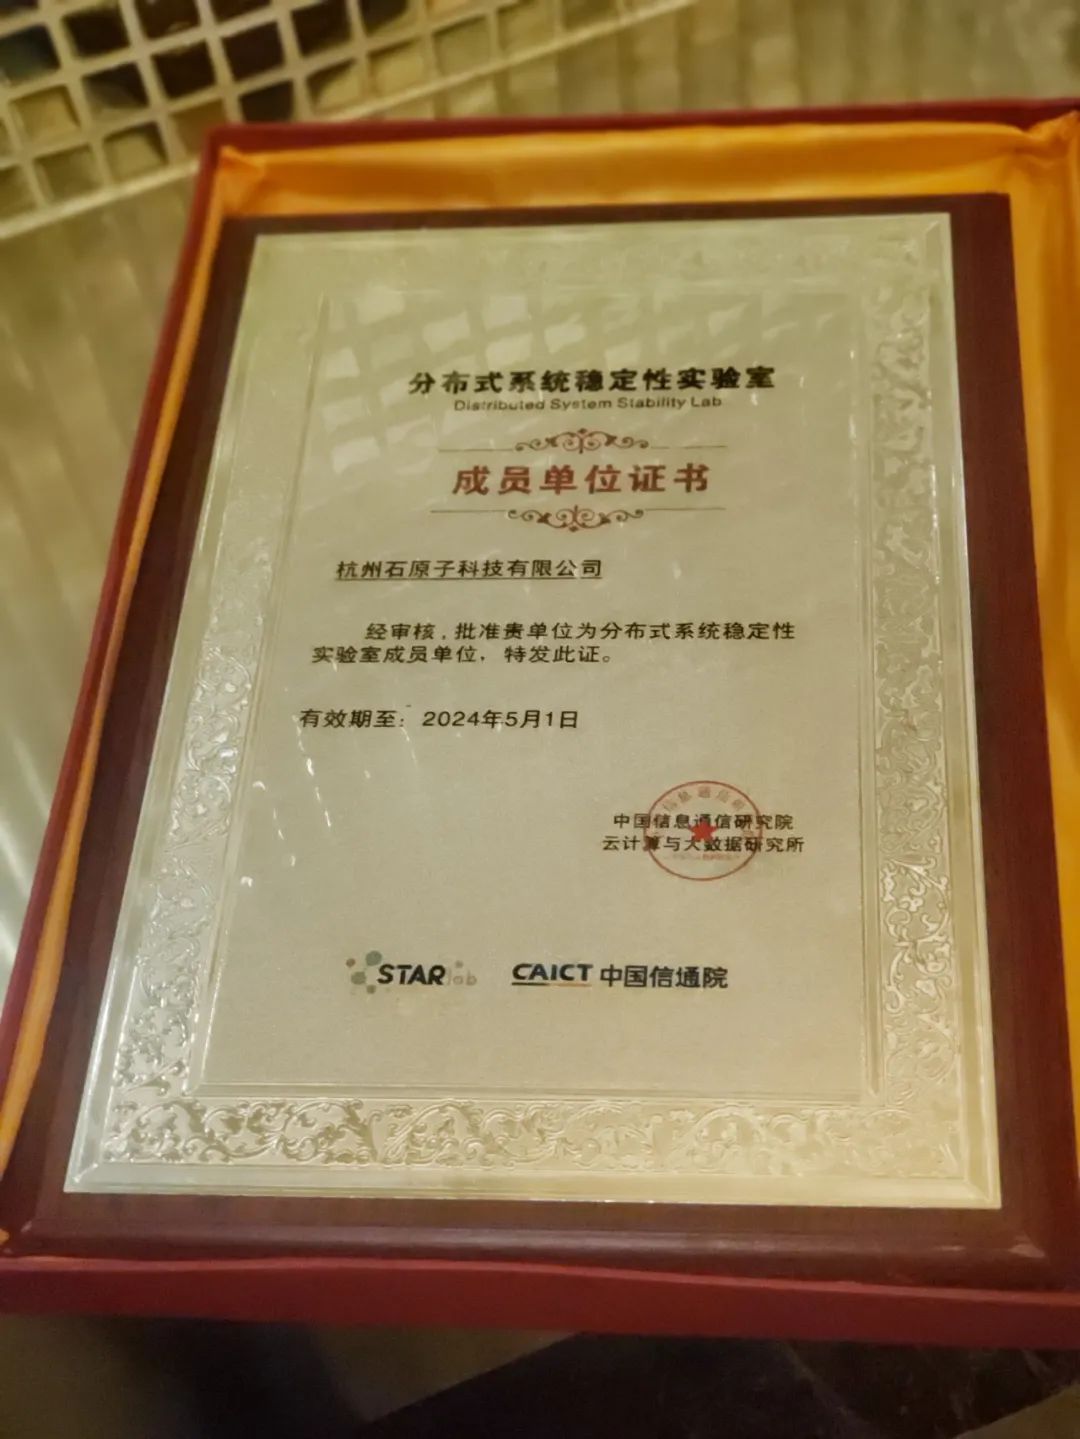 分布式系统稳定性实验室
Distributed System Stability Lab
成员单位证书
杭州石原子科技有限公司
经审核，批准贵单位为分布式系统稳定性
实验室成员单位，特发此证。
有效期至：2024年5月1日
中国信息通信研究院
云计算与大数据研究所
STARlab
CAICT 中国信通院